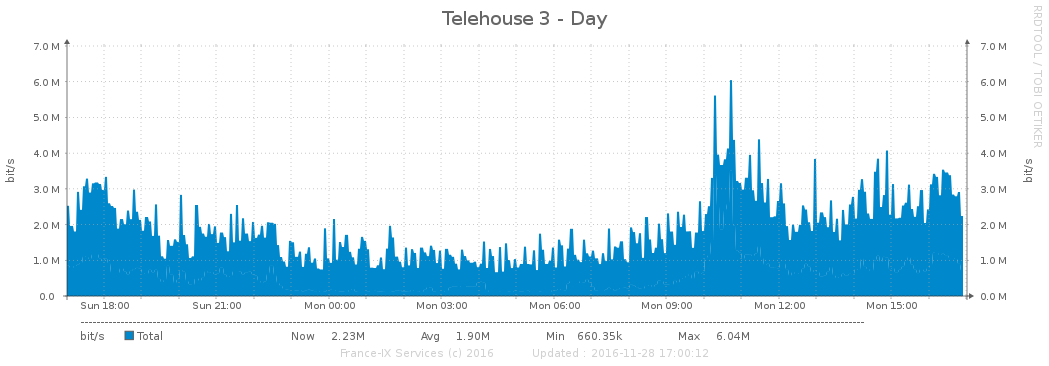 Telehouse 3 - Day
RRDTOOL / TOBI OETIKER
7.0 M 7.0 M
6.0 M 6.0 M
5.0 M 5.0 M
4.0 M 4.0 M
3.0 M 3.0 M
2.0 M 2.0 M
1.0 M 1.0 M
0.0 0.0 M
bit/s
bit/s
Sun 18:00 Sun 21:00 Mon 00:00 Mon 03:00 Mon 06:00 Mon 09:00 Mon 12:00 Mon 15:00
bit/s Total Now 2.23M Avg 1.90M Min 660.35k Max 6.04M
France-IX Services (c) 2016 Updated : 2016-11-28 17:00:12